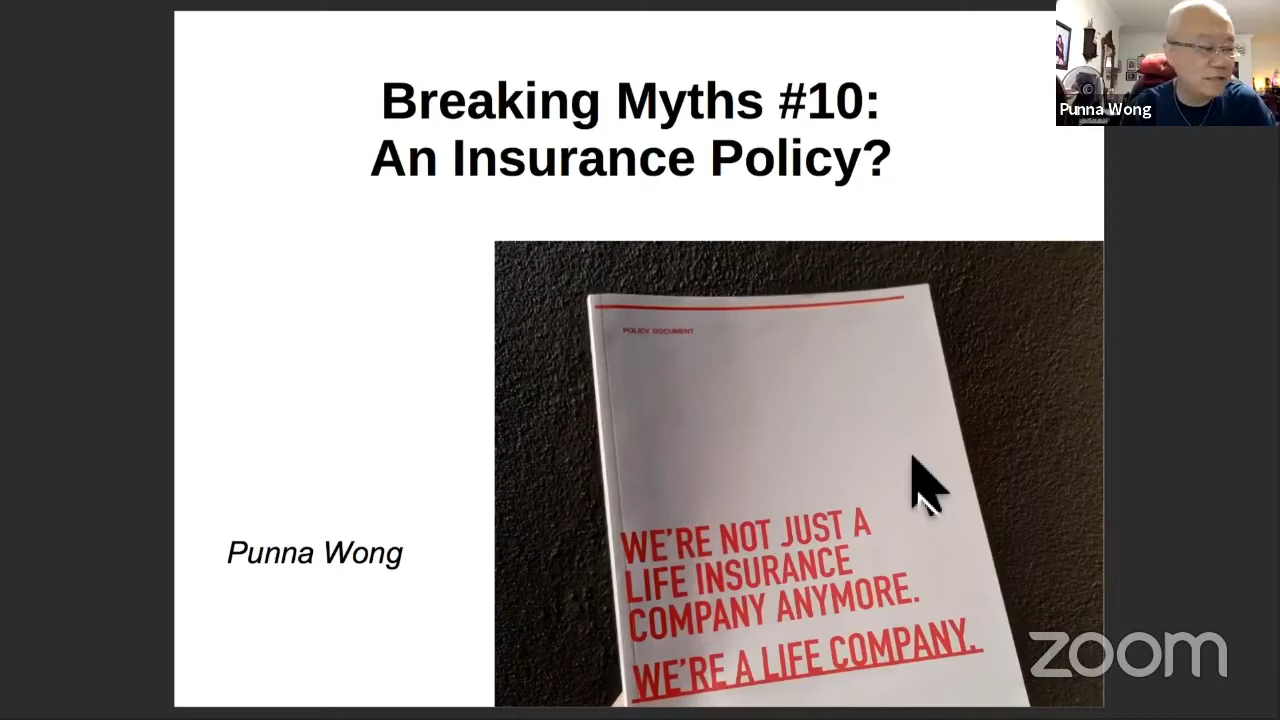 Breaking Myths #10:
An Insurance Policy?
Punna Wong
POLICY DOCUMENT
WE'RE NOT JUST A
LIFE INSURANCE
COMPANY ANYMORE.
WE'RE A LIFE COMPANY.
Punna Wong
zoom